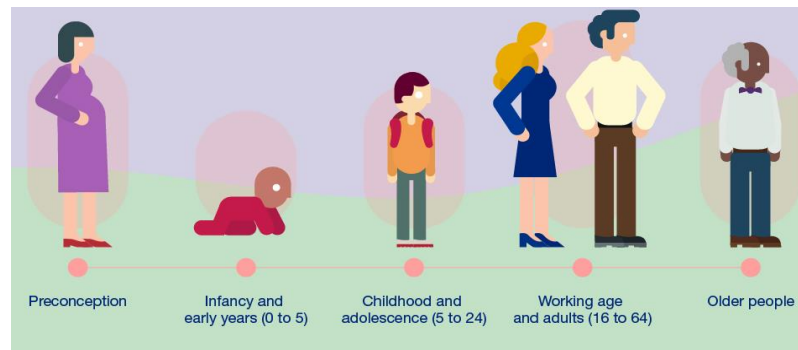 Preconception
Infancy and
early years (0 to 5)
Childhood and
adolescence (5 to 24)
Working age
and adults (16 to 64)
Older people